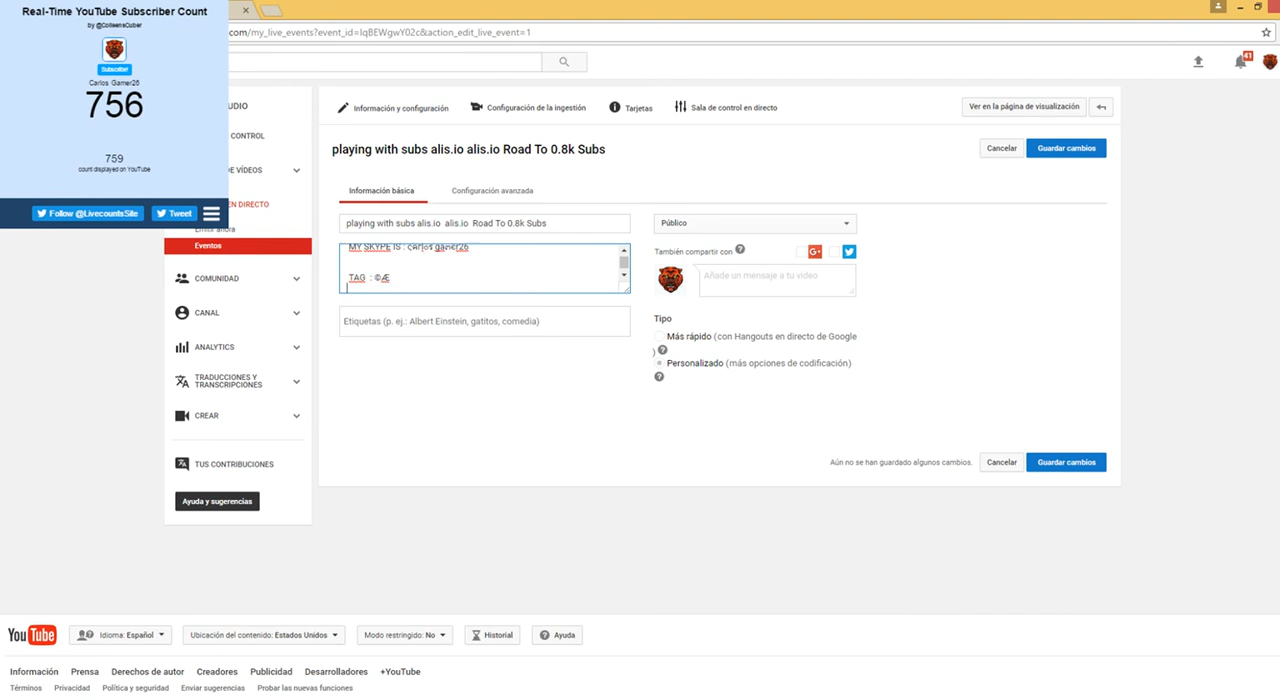 Real-Time YouTube Subscriber Count
by @ColleensCuber
Subscribe!
Carlos Gamer26
756
759
count displayed on YouTube
Follow @LivecountsSite
Tweet
com/my_live_events?event_id=IqBEWgwY02c&action_edit_live_event=1
41
UDIO
CONTROL
DE VÍDEOS
EN DIRECTO
Emitir ahora
Eventos
COMUNIDAD
CANAL
ANALYTICS
TRADUCCIONES Y
TRANSCRIPCIONES
CREAR
TUS CONTRIBUCIONES
Ayuda y sugerencias
Información y configuración
Configuración de la ingestión
Tarjetas
Sala de control en directo
Ver en la página de visualización
playing with subs alis.io alis.io Road To 0.8k Subs
Cancelar
Guardar cambios
Información básica
Configuración avanzada
playing with subs alis.io alis.io Road To 0.8k Subs
MY SKYPE IS : carlos gamer26
TAG : ©Æ
Etiquetas (p. ej.: Albert Einstein, gatitos, comedia)
Público
También compartir con
G+
Añade un mensaje a tu video
Tipo
Más rápido (con Hangouts en directo de Google
)
Personalizado (más opciones de codificación)
Aún no se han guardado algunos cambios.
Cancelar
Guardar cambios
YouTube
Idioma: Español
Ubicación del contenido: Estados Unidos
Modo restringido: No
Historial
Ayuda
Información
Prensa
Derechos de autor
Creadores
Publicidad
Desarrolladores
+YouTube
Términos
Privacidad
Política y seguridad
Enviar sugerencias
Probar las nuevas funciones